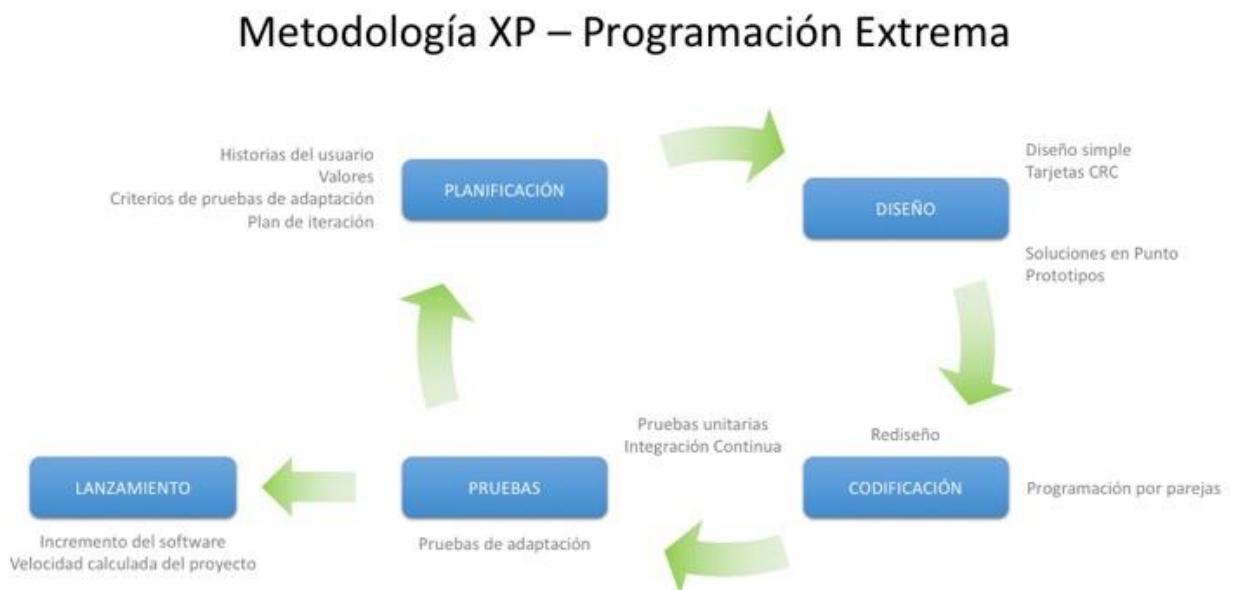 Metodología XP – Programación Extrema
Historias del usuario
Valores
Criterios de pruebas de adaptación
Plan de iteración
PLANIFICACIÓN
Diseño simple
Tarjetas CRC
DISEÑO
Soluciones en Punto
Prototipos
Pruebas unitarias
Integración Continua
Rediseño
LANZAMIENTO
PRUEBAS
CODIFICACIÓN
Programación por parejas
Incremento del software
Velocidad calculada del proyecto
Pruebas de adaptación